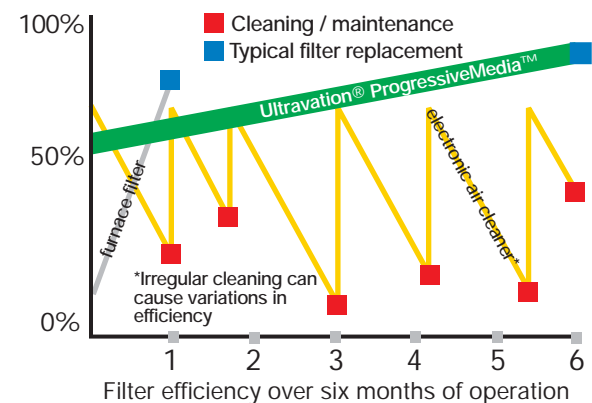 100%
Cleaning / maintenance
Typical filter replacement
Ultravation® ProgressiveMedia™
50%
furnace filter
electronic air cleaner*
*Irregular cleaning can
cause variations in
efficiency
0%
1 2 3 4 5 6
Filter efficiency over six months of operation